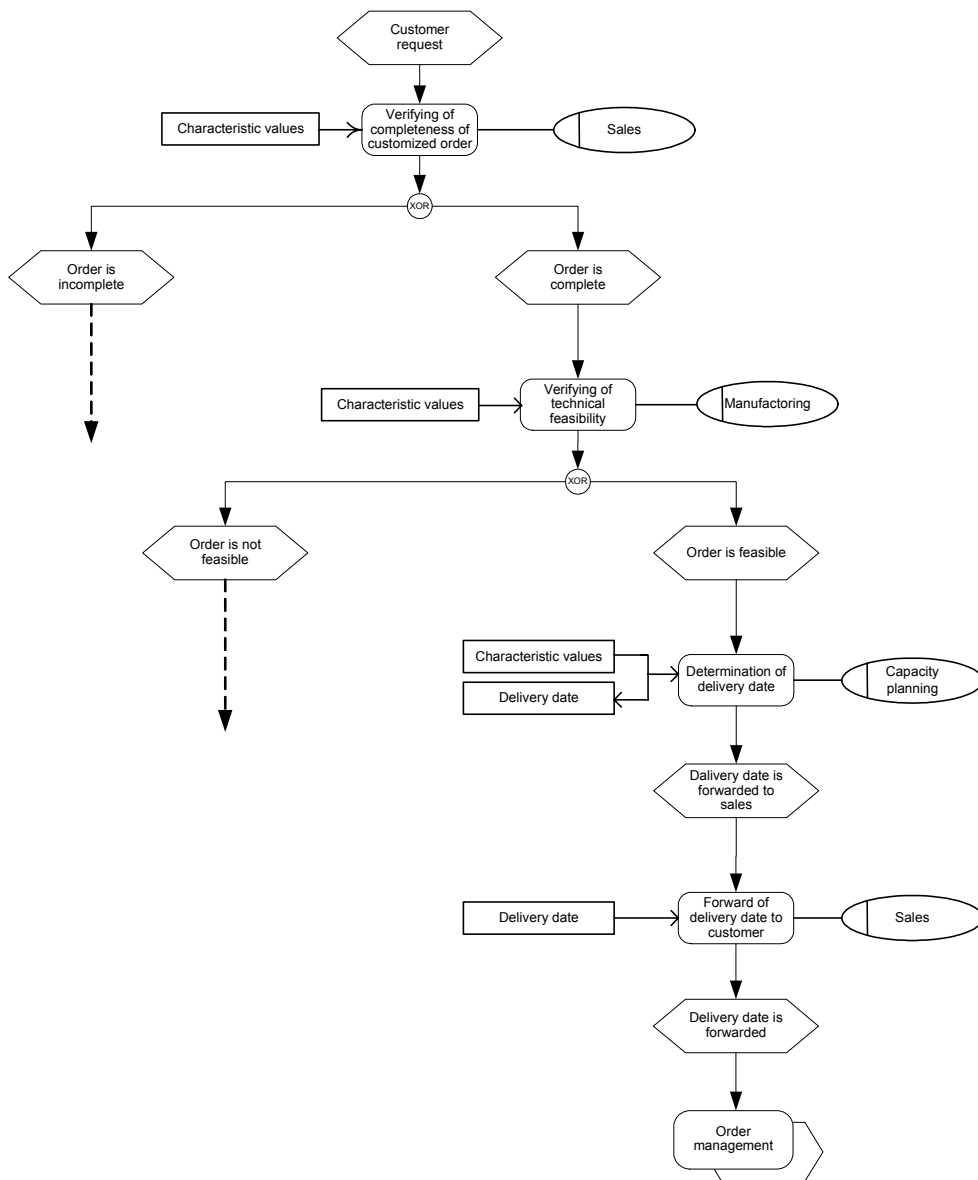 Customer
request
Characteristic values
Verifying of
completeness of
customized order
Sales
XOR
Order is
incomplete
Order is
complete
Characteristic values
Verifying of
technical
feasibility
Manufactoring
XOR
Order is not
feasible
Order is feasible
Characteristic values
Delivery date
Determination of
delivery date
Capacity
planning
Dalivery date is
forwarded to
sales
Delivery date
Forward of
delivery date to
customer
Sales
Delivery date is
forwarded
Order
management